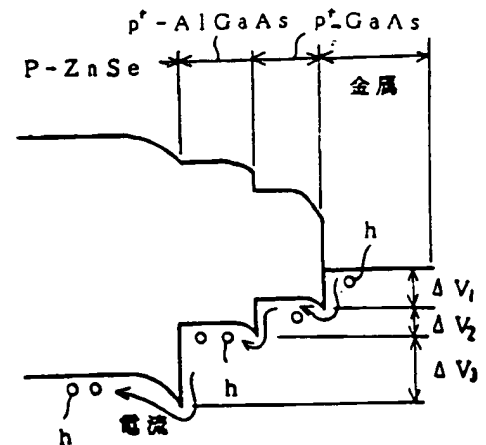 p⁺-AlGaAs p⁺-GaAs
P-ZnSe
金属
h
ΔV₁
ΔV₂
h
ΔV₃
電流
h